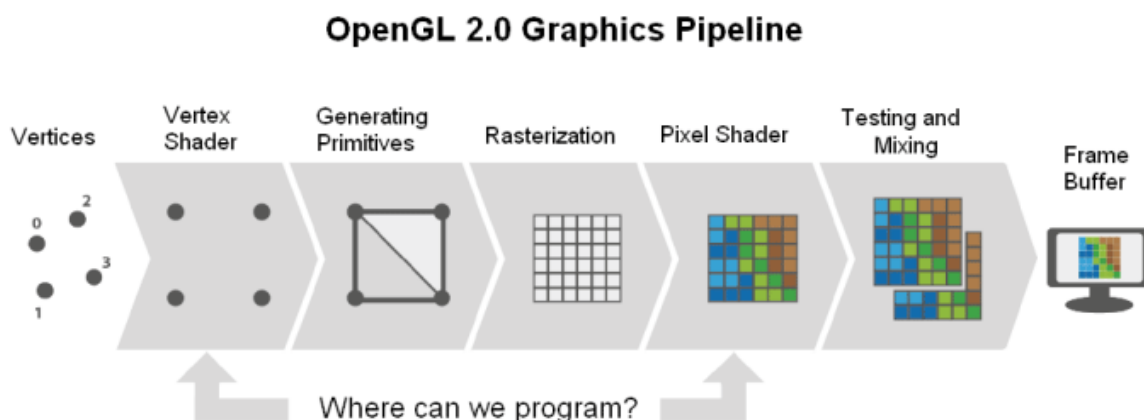 OpenGL 2.0 Graphics Pipeline
Vertices
Vertex
Shader
Generating
Primitives
Rasterization
Pixel Shader
Testing and
Mixing
Frame
Buffer
0
2
3
1
Where can we program?